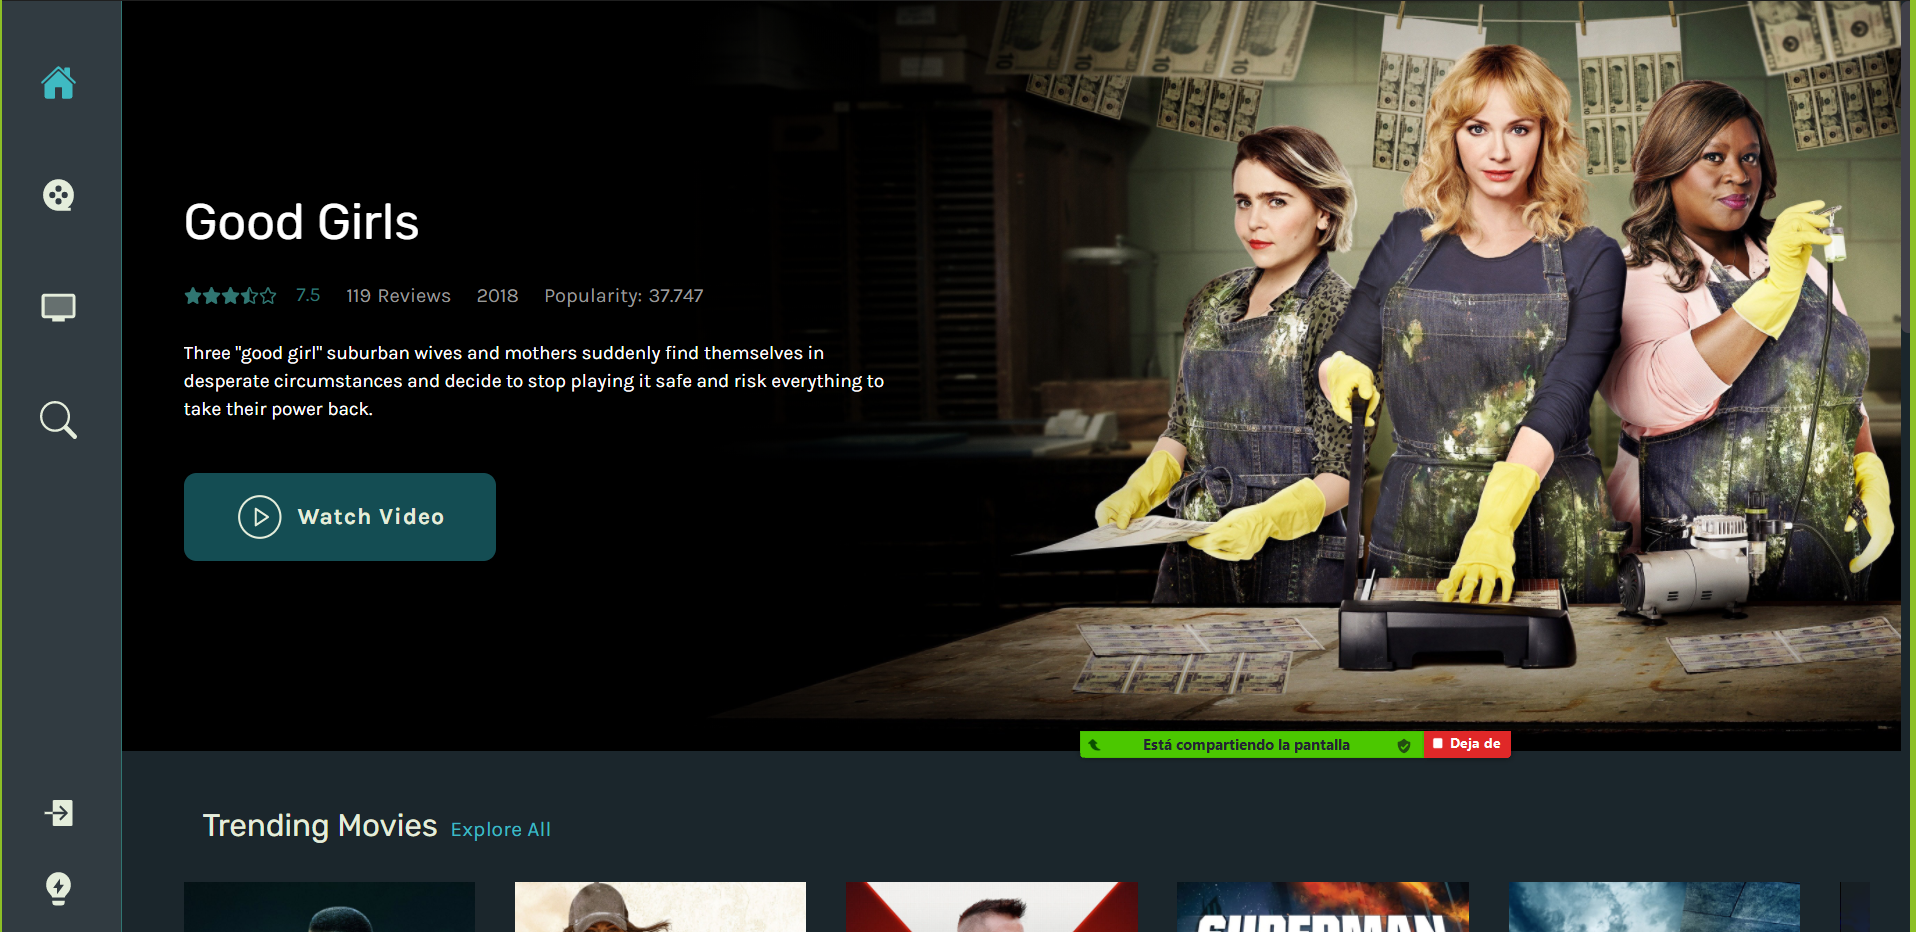 Good Girls
7.5 119 Reviews 2018 Popularity: 37.747
Three "good girl" suburban wives and mothers suddenly find themselves in
desperate circumstances and decide to stop playing it safe and risk everything to
take their power back.
Watch Video
Está compartiendo la pantalla Deja de
Trending Movies Explore All
SUPERMAN